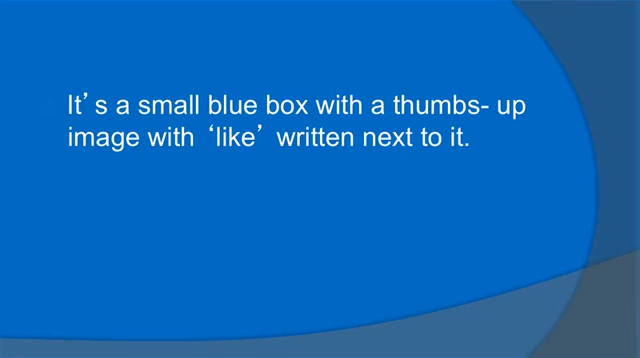 It’s a small blue box with a thumbs- up
image with ‘like’ written next to it.